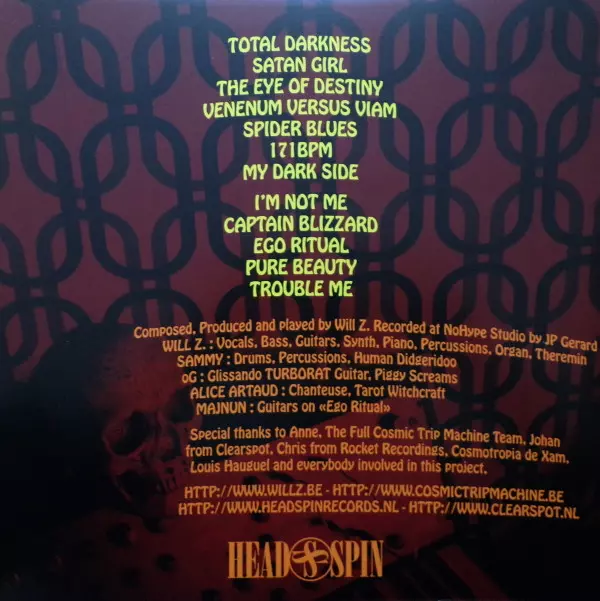 TOTAL DARKNESS
SATAN GIRL
THE EYE OF DESTINY
VENENUM VERSUS VIAM
SPIDER BLUES
171BPM
MY DARK SIDE
I'M NOT ME
CAPTAIN BLIZZARD
EGO RITUAL
PURE BEAUTY
TROUBLE ME
Composed, Produced and played by Will Z. Recorded at NoHype Studio by JP Gerard
WILL Z. : Vocals, Bass, Guitars, Synth, Piano, Percussions, Organ, Theremin
SAMMY : Drums, Percussions, Human Didgeridoo
oG : Glissando TURBORAT Guitar, Piggy Screams
ALICE ARTAUD : Chanteuse, Tarot Witchcraft
MAJNUN : Guitars on «Ego Ritual»
Special thanks to Anne, The Full Cosmic Trip Machine Team, Johan
from Clearspot, Chris from Rocket Recordings, Cosmotropia de Xam,
Louis Hauguel and everybody involved in this project.
HTTP://WWW.WILLZ.BE - HTTP://WWW.COSMICTRIPMACHINE.BE
HTTP://WWW.HEADSPINRECORDS.NL - HTTP://WWW.CLEARSPOT.NL
HEAD S SPIN